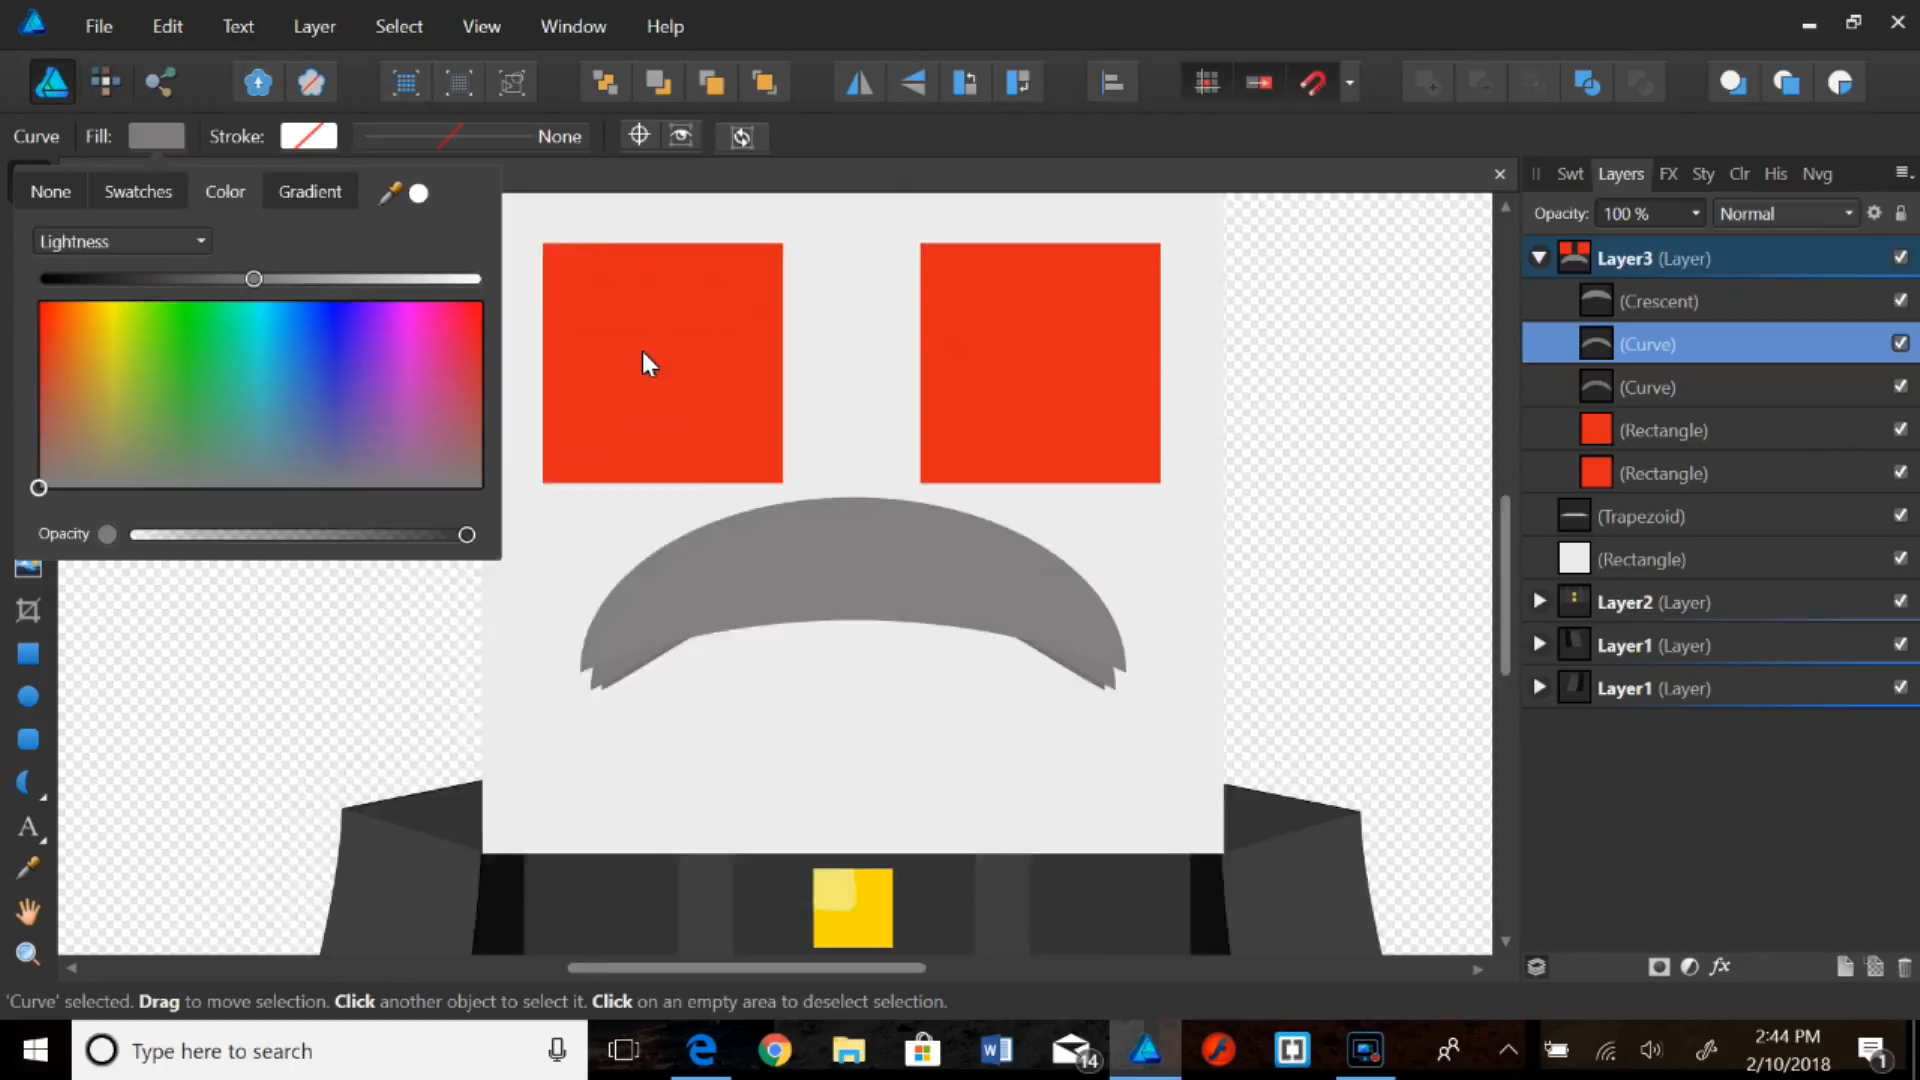 File Edit Text Layer Select View Window Help
Curve Fill: Stroke: None
None Swatches Color Gradient
Lightness
Opacity
Swt Layers FX Sty Clr His Nvg
Opacity: 100 % Normal
Layer3 (Layer)
(Crescent)
(Curve)
(Curve)
(Rectangle)
(Rectangle)
(Trapezoid)
(Rectangle)
Layer2 (Layer)
Layer1 (Layer)
Layer1 (Layer)
'Curve' selected. Drag to move selection. Click another object to select it. Click on an empty area to deselect selection.
Type here to search
14
2:44 PM
2/10/2018
1